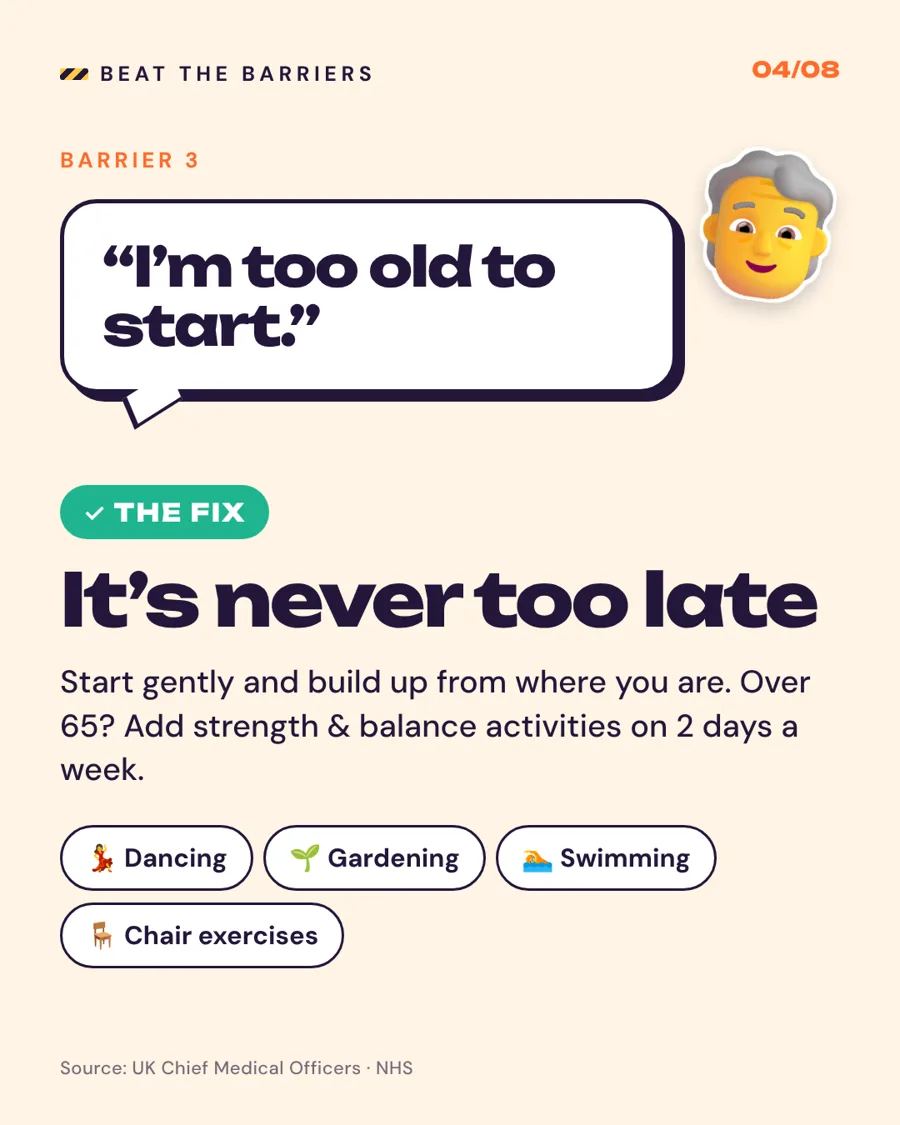 BEAT THE BARRIERS
04/08
BARRIER 3
“I’m too old to
start.”
✓ THE FIX
It’s never too late
Start gently and build up from where you are. Over
65? Add strength & balance activities on 2 days a
week.
💃 Dancing
🌱 Gardening
🏊 Swimming
🪑 Chair exercises
Source: UK Chief Medical Officers · NHS